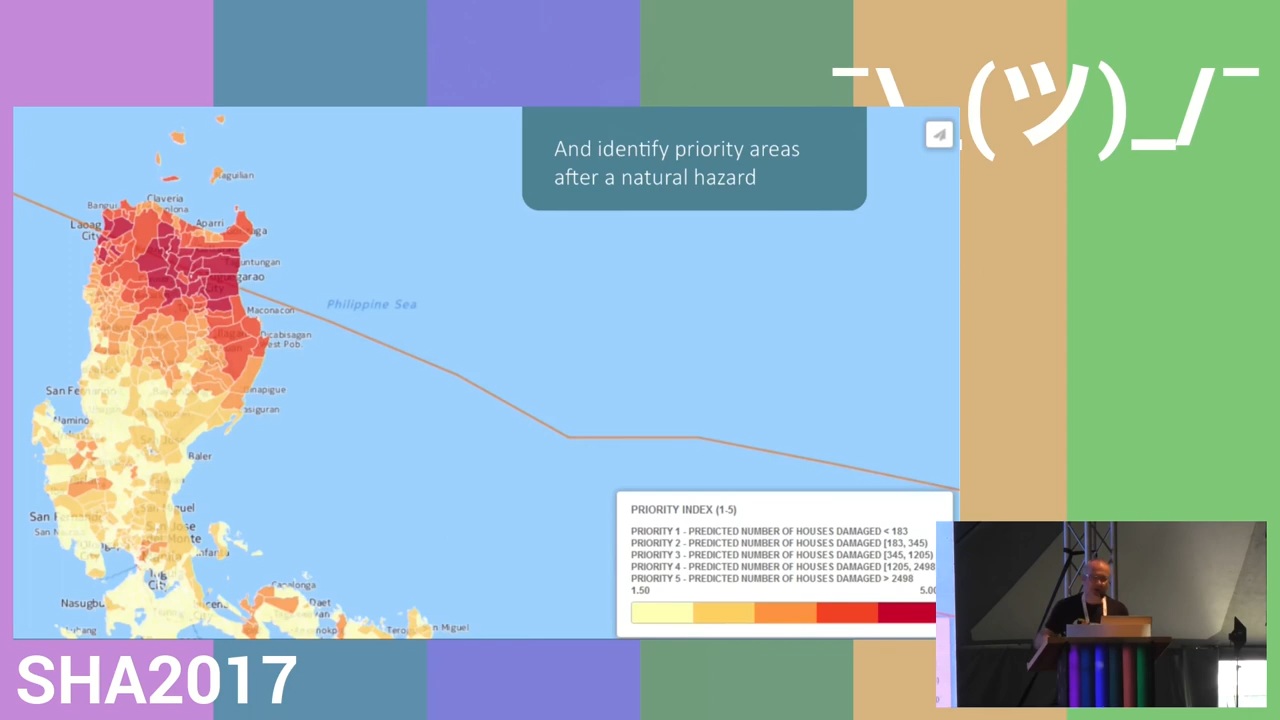 ¯\_(ツ)_/¯
And identify priority areas
after a natural hazard
Bangui
Claveria
Aparri
Laoag
City
Maconacon
Philippine Sea
San Fe
Baler
San
Nasugbu
Daet
n Miguel
PRIORITY INDEX (1-5)
PRIORITY 1 - PREDICTED NUMBER OF HOUSES DAMAGED < 183
PRIORITY 2 - PREDICTED NUMBER OF HOUSES DAMAGED [183, 345)
PRIORITY 3 - PREDICTED NUMBER OF HOUSES DAMAGED [345, 1205)
PRIORITY 4 - PREDICTED NUMBER OF HOUSES DAMAGED [1205, 2498
PRIORITY 5 - PREDICTED NUMBER OF HOUSES DAMAGED > 2498
1.50 5.00
SHA2017